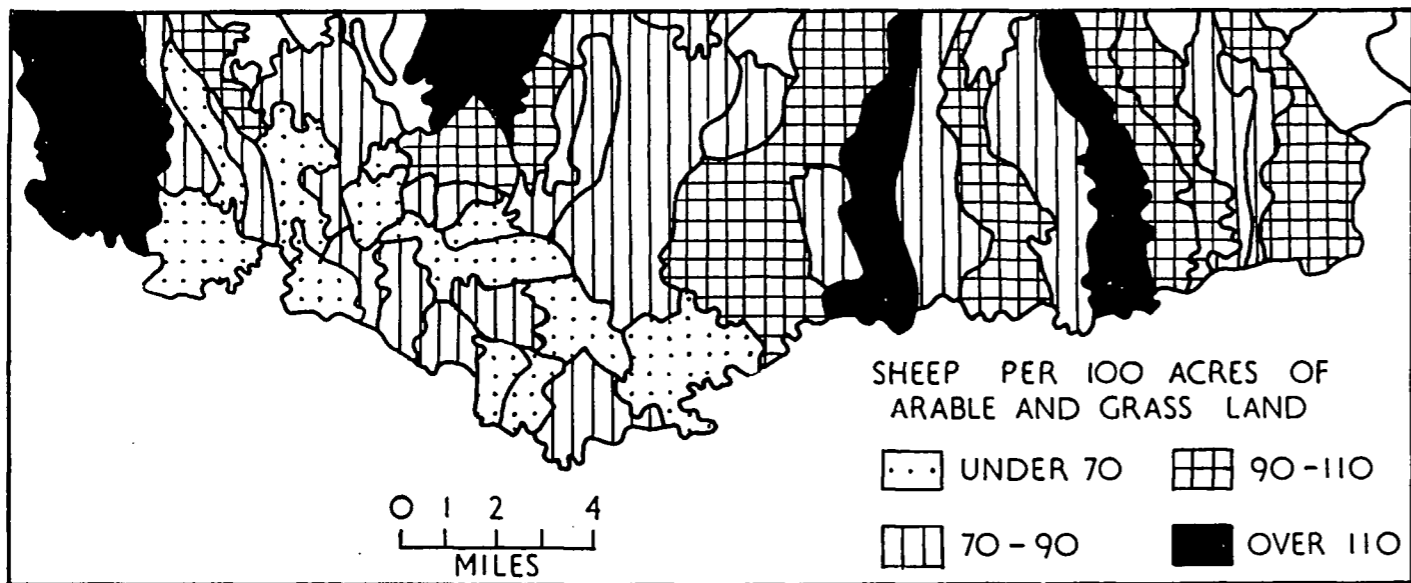 SHEEP PER 100 ACRES OF
ARABLE AND GRASS LAND
UNDER 70
90-110
70-90
OVER 110
0 1 2 4
MILES